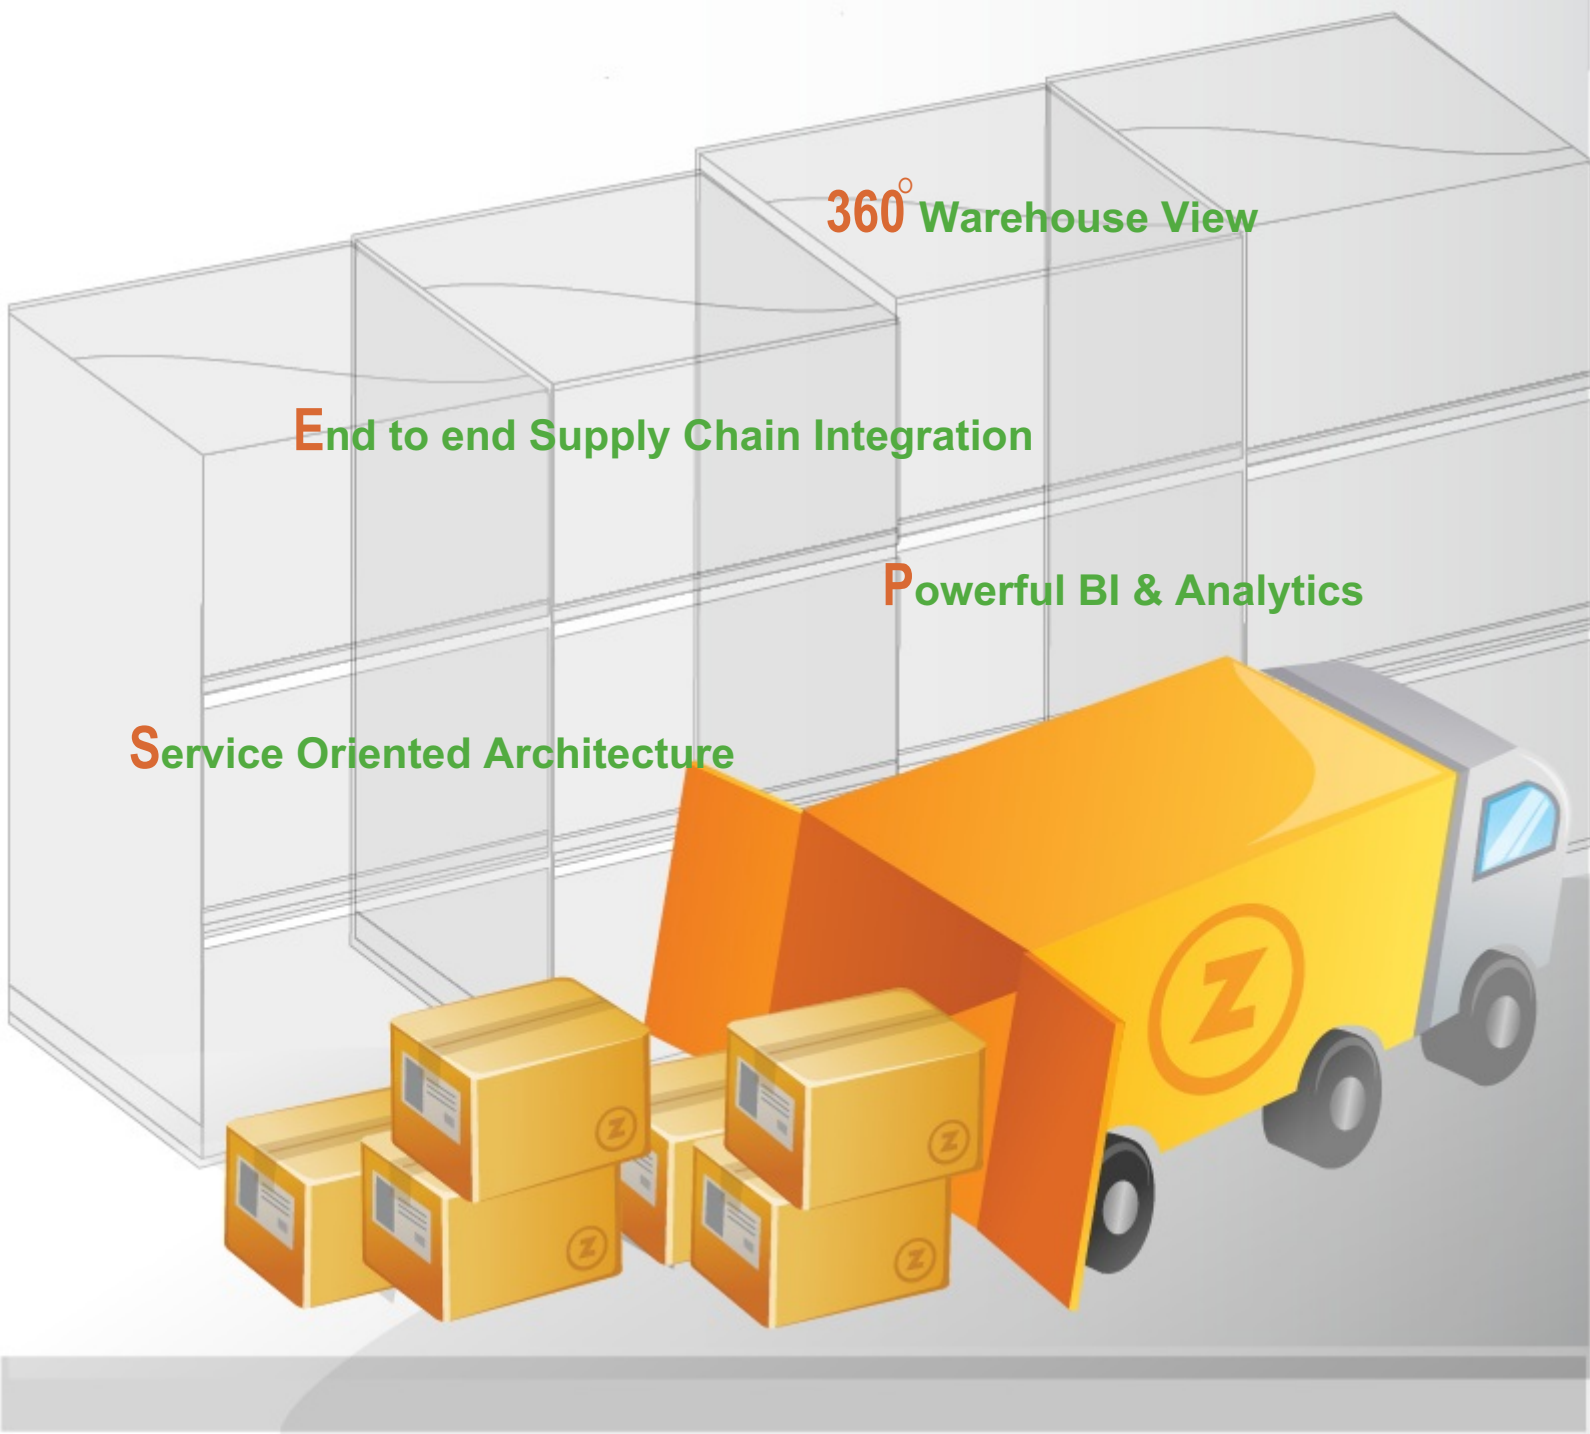 360° Warehouse View
End to end Supply Chain Integration
Powerful BI & Analytics
Service Oriented Architecture
Z
Z
Z
Z
Z